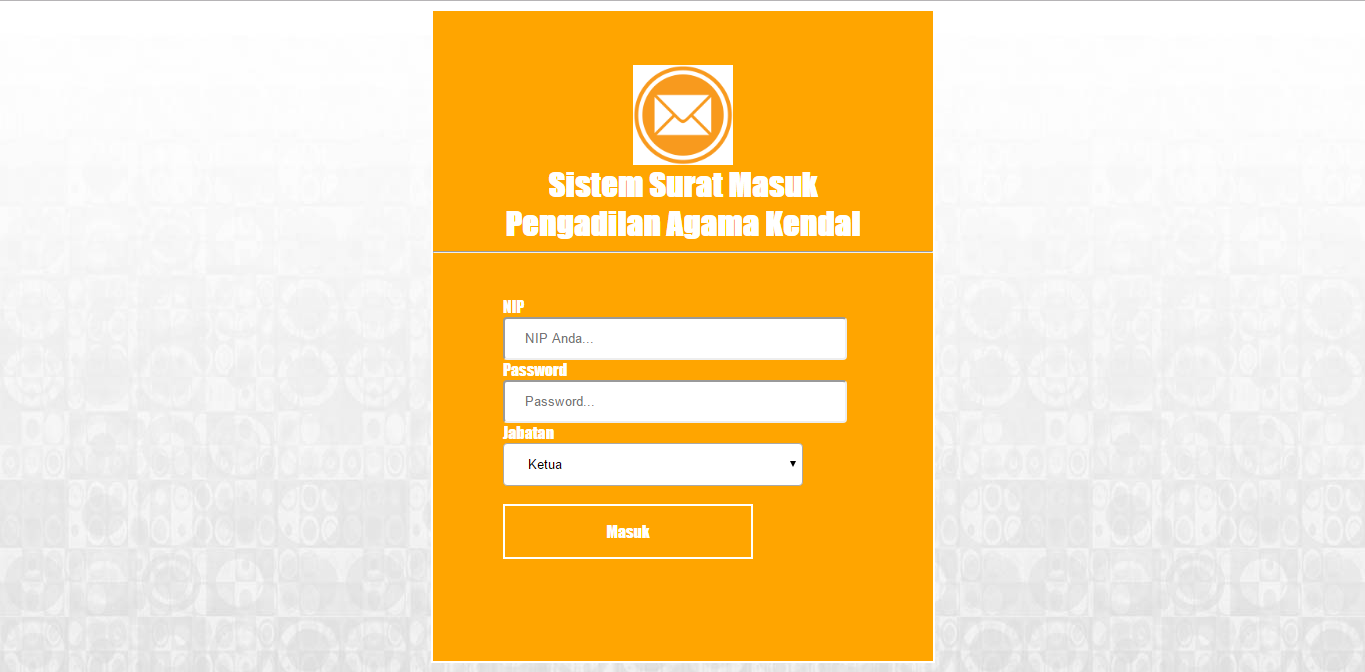 Sistem Surat Masuk
Pengadilan Agama Kendal
NIP
NIP Anda...
Password
Password...
Jabatan
Ketua
Masuk